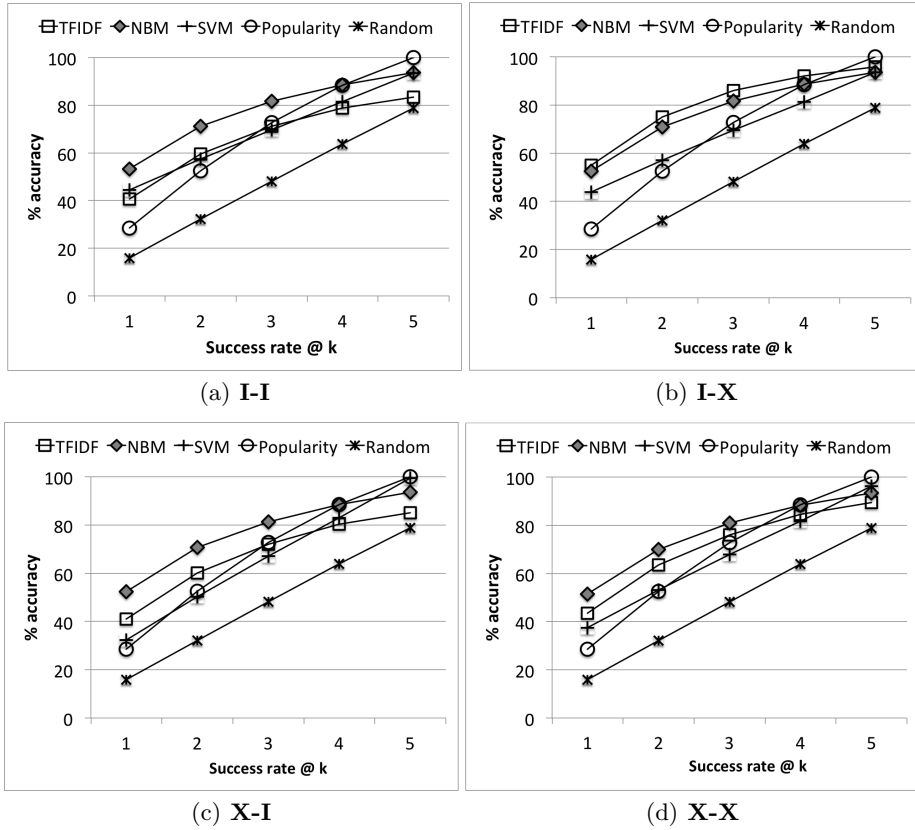 TFIDF NBM SVM Popularity Random
% accuracy
100
80
60
40
20
0
1 2 3 4 5
Success rate @ k
(a) I-I
TFIDF NBM SVM Popularity Random
% accuracy
100
80
60
40
20
0
1 2 3 4 5
Success rate @ k
(b) I-X
TFIDF NBM SVM Popularity Random
% accuracy
100
80
60
40
20
0
1 2 3 4 5
Success rate @ k
(c) X-I
TFIDF NBM SVM Popularity Random
% accuracy
100
80
60
40
20
0
1 2 3 4 5
Success rate @ k
(d) X-X